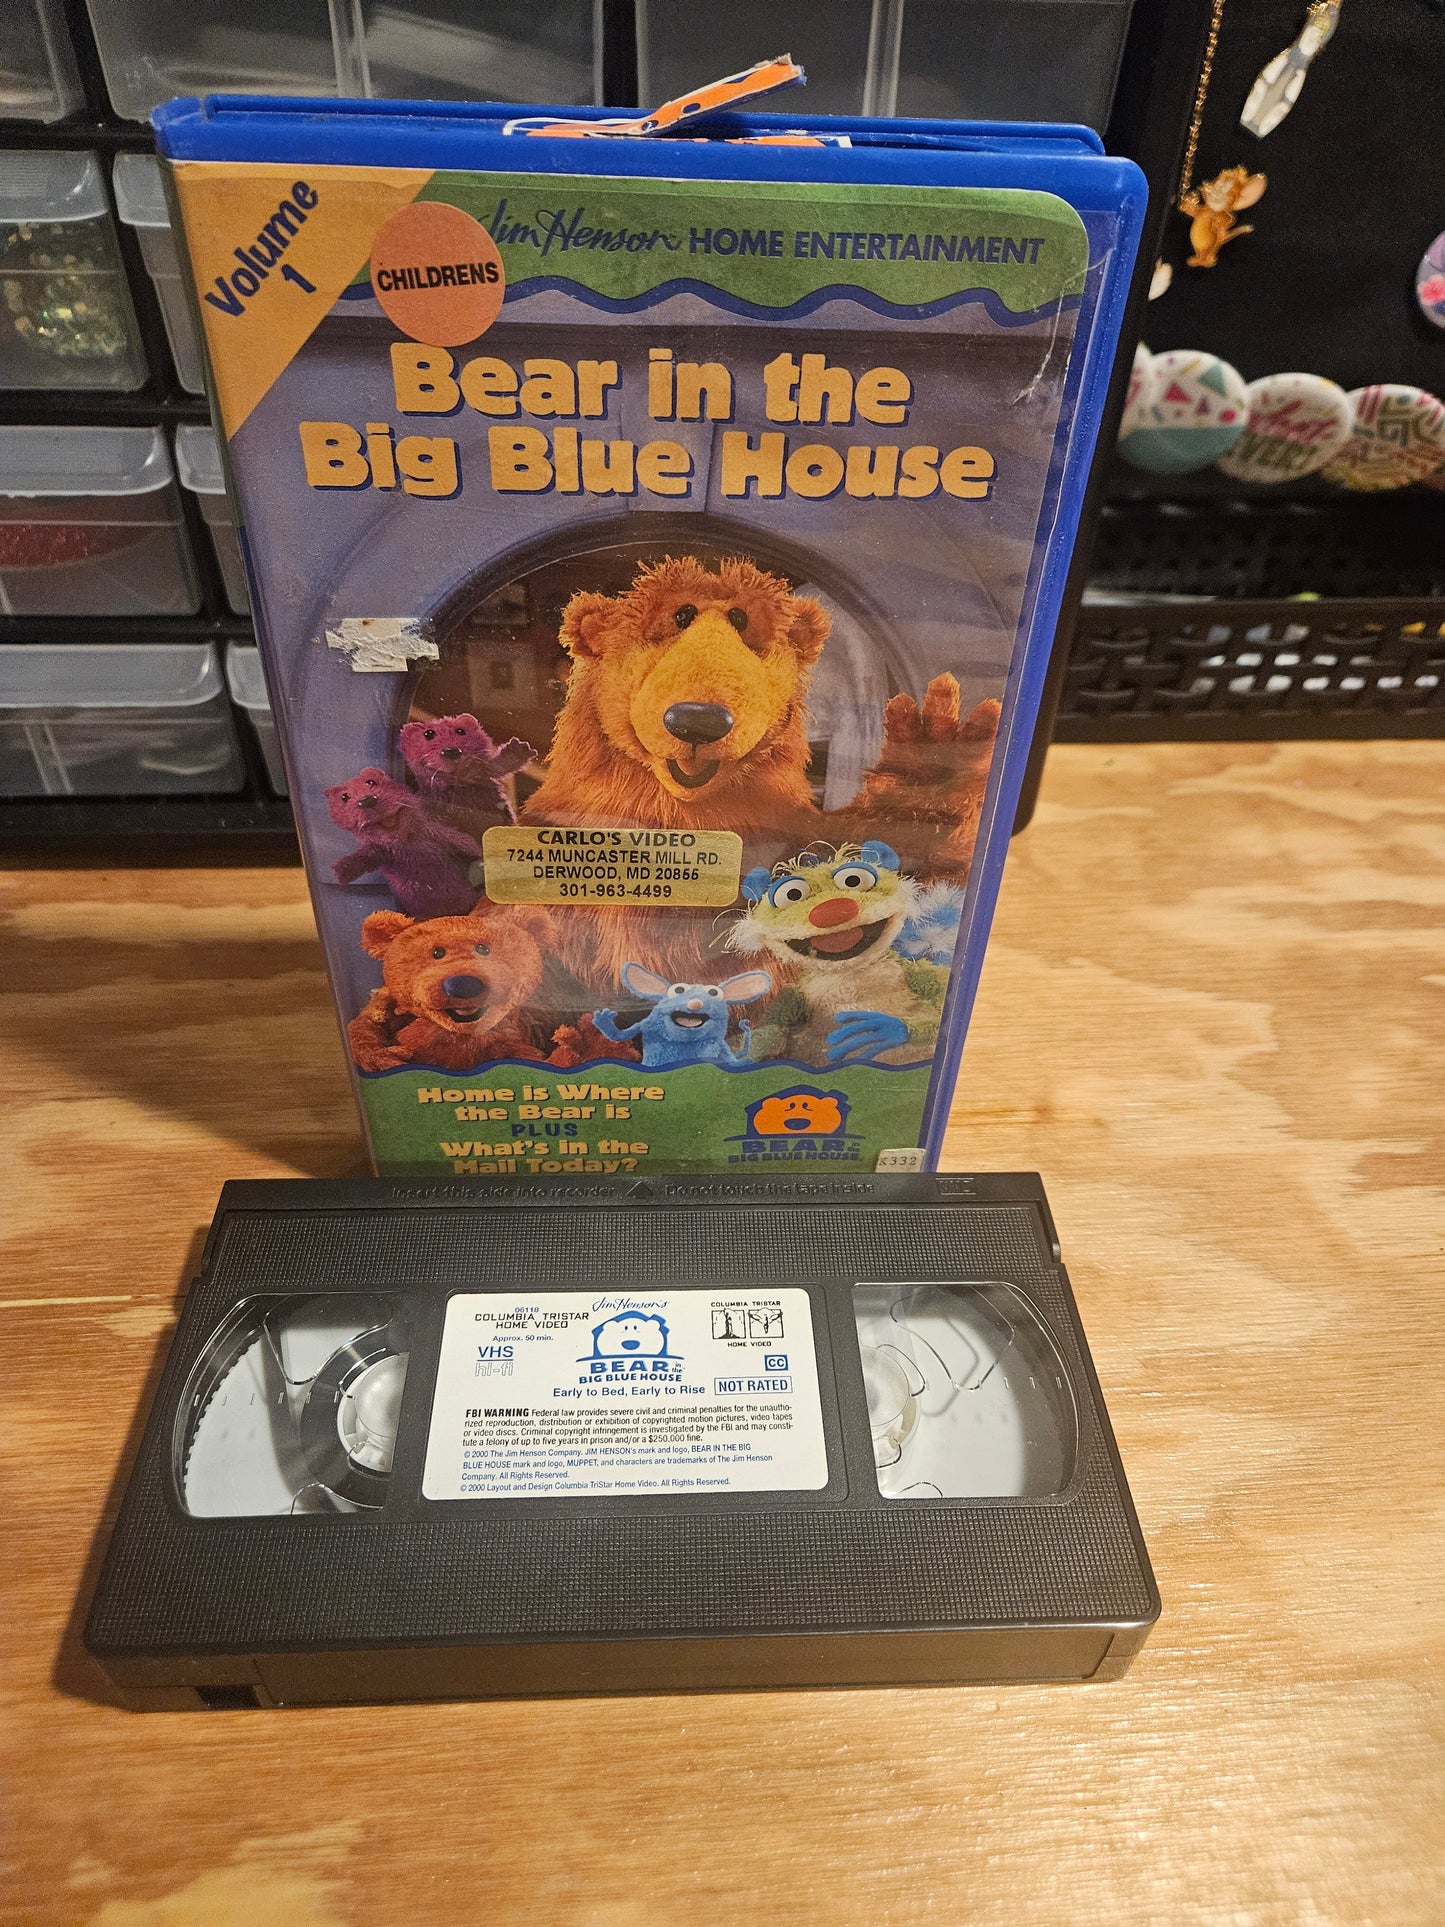 Volume
1
CHILDRENS
Jim Henson HOME ENTERTAINMENT
Bear in the
Big Blue House
CARLO'S VIDEO
7244 MUNCASTER MILL RD.
DERWOOD, MD 20855
301-963-4499
Home is Where
the Bear is
PLUS
What's in the
Mail Today?
BEAR in the
BIG BLUE HOUSE
K332
Insert this side into recorder Do not touch the tape inside
VHS
06118
COLUMBIA TRISTAR
HOME VIDEO
Approx. 50 min.
VHS
hi-fi
Jim Henson's
BEAR in the
BIG BLUE HOUSE
Early to Bed, Early to Rise
COLUMBIA TRISTAR
HOME VIDEO
CC
NOT RATED
FBI WARNING Federal law provides severe civil and criminal penalties for the unautho-
rized reproduction, distribution or exhibition of copyrighted motion pictures, video tapes
or video discs. Criminal copyright infringement is investigated by the FBI and may consti-
tute a felony of up to five years in prison and/or a $250,000 fine.
© 2000 The Jim Henson Company. JIM HENSON's mark and logo, BEAR IN THE BIG
BLUE HOUSE mark and logo, MUPPET, and characters are trademarks of The Jim Henson
Company. All Rights Reserved.
© 2000 Layout and Design Columbia TriStar Home Video. All Rights Reserved.